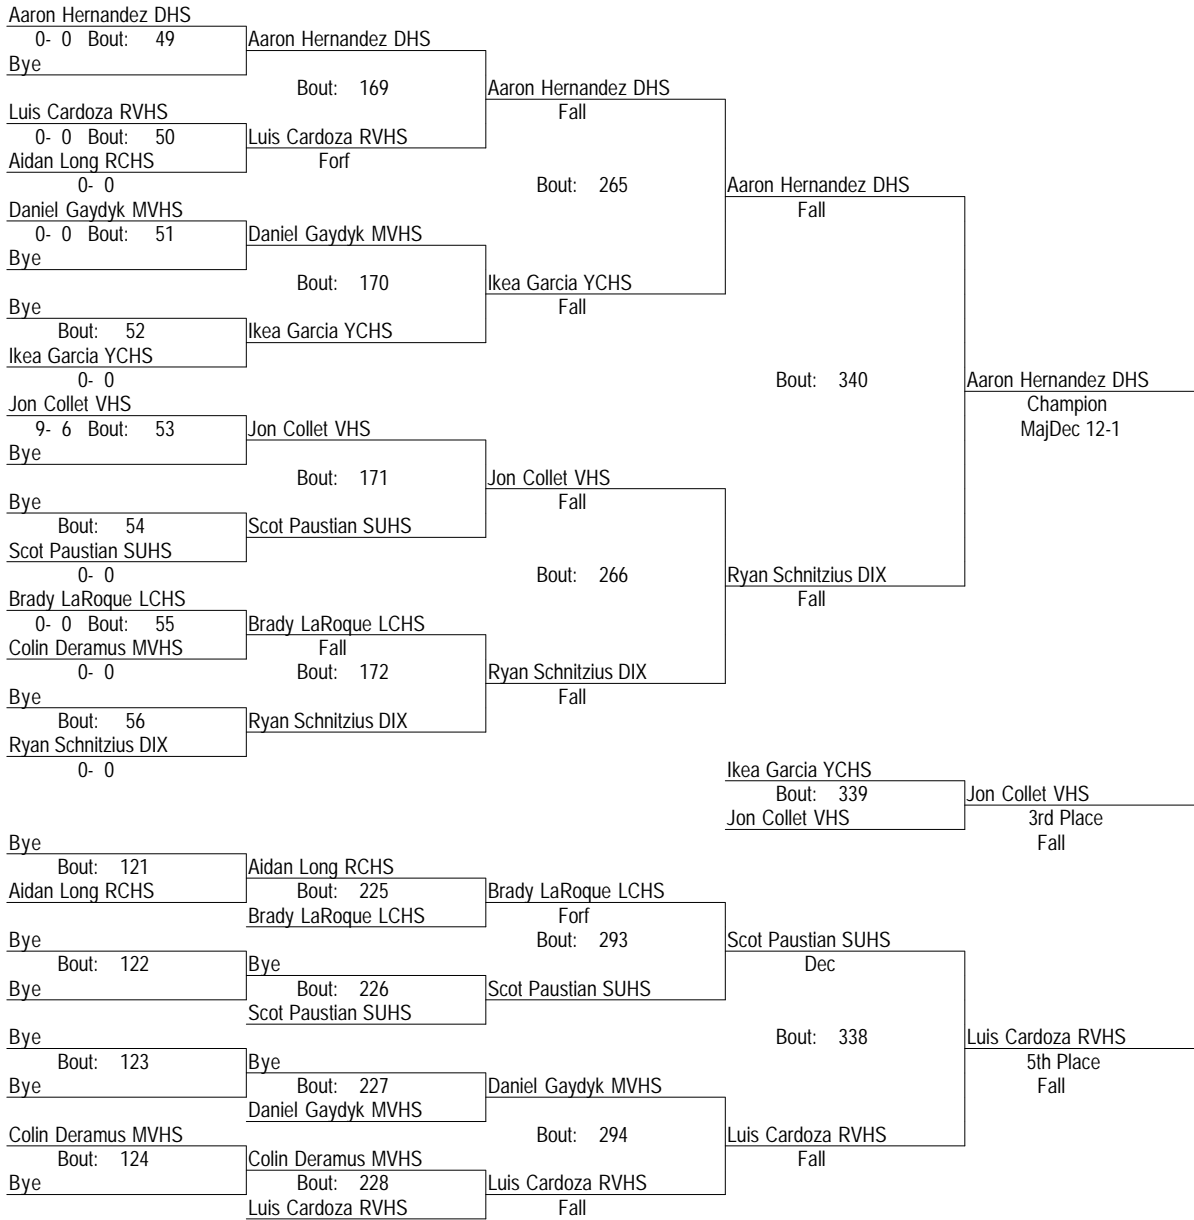 Aaron Hernandez DHS
0- 0 Bout: 49
Aaron Hernandez DHS
Bye
Bout: 169
Aaron Hernandez DHS
Luis Cardoza RVHS
Fall
0- 0 Bout: 50
Luis Cardoza RVHS
Aidan Long RCHS
Forf
0- 0
Bout: 265
Aaron Hernandez DHS
Daniel Gaydyk MVHS
Fall
0- 0 Bout: 51
Daniel Gaydyk MVHS
Bye
Bout: 170
Ikea Garcia YCHS
Bye
Fall
Bout: 52
Ikea Garcia YCHS
Ikea Garcia YCHS
0- 0
Bout: 340
Aaron Hernandez DHS
Jon Collet VHS
Champion
9- 6 Bout: 53
Jon Collet VHS
MajDec 12-1
Bye
Bout: 171
Jon Collet VHS
Bye
Fall
Bout: 54
Scot Paustian SUHS
Scot Paustian SUHS
0- 0
Bout: 266
Ryan Schnitzius DIX
Brady LaRoque LCHS
Fall
0- 0 Bout: 55
Brady LaRoque LCHS
Colin Deramus MVHS
Fall
0- 0
Bout: 172
Ryan Schnitzius DIX
Bye
Fall
Bout: 56
Ryan Schnitzius DIX
Ryan Schnitzius DIX
0- 0
Ikea Garcia YCHS
Bout: 339
Jon Collet VHS
Jon Collet VHS
3rd Place
Fall
Bye
Bout: 121
Aidan Long RCHS
Aidan Long RCHS
Bout: 225
Brady LaRoque LCHS
Brady LaRoque LCHS
Forf
Bye
Bout: 293
Scot Paustian SUHS
Bout: 122
Bye
Dec
Bye
Bout: 226
Scot Paustian SUHS
Scot Paustian SUHS
Bye
Bout: 338
Luis Cardoza RVHS
Bout: 123
Bye
5th Place
Bye
Bout: 227
Daniel Gaydyk MVHS
Fall
Daniel Gaydyk MVHS
Colin Deramus MVHS
Bout: 294
Luis Cardoza RVHS
Bout: 124
Colin Deramus MVHS
Fall
Bye
Bout: 228
Luis Cardoza RVHS
Luis Cardoza RVHS
Fall